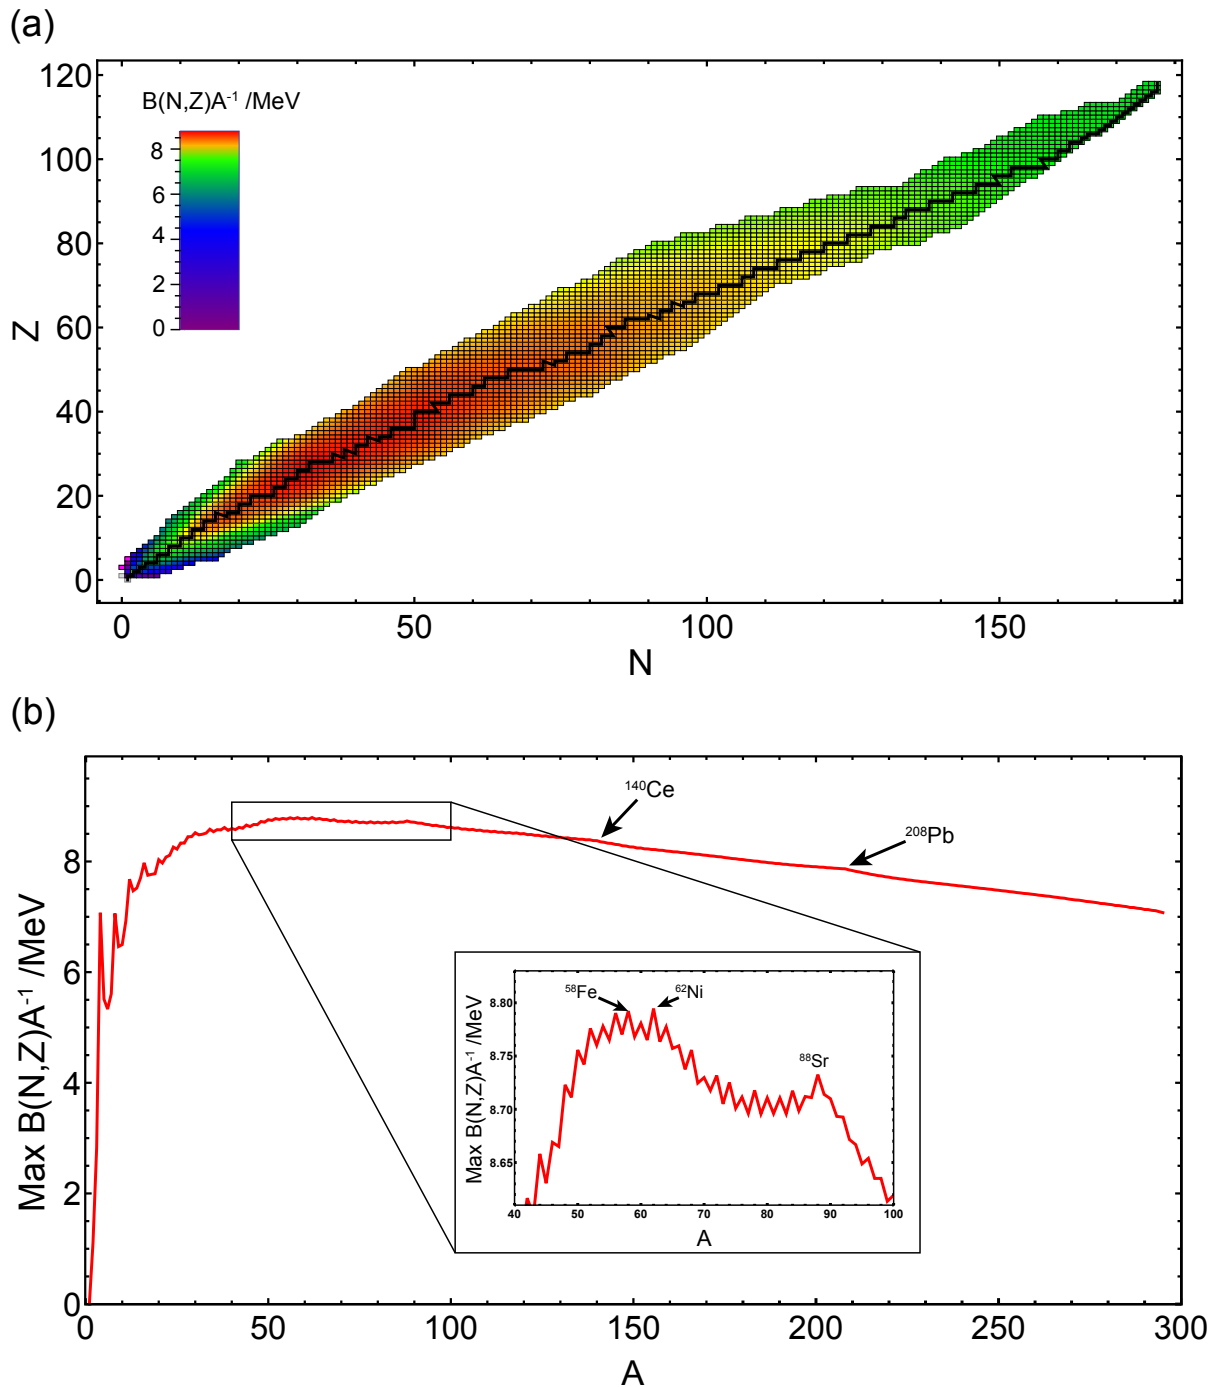 (a)
B(N,Z)A⁻¹ /MeV
8
6
4
2
0
Z
120
100
80
60
40
20
0
0 50 100 150
N
(b)
Max B(N,Z)A⁻¹ /MeV
8
6
4
2
0
¹⁴⁰Ce
²⁰⁸Pb
Max B(N,Z)A⁻¹ /MeV
8.80
8.75
8.70
8.65
⁵⁸Fe
⁶²Ni
⁸⁸Sr
40 50 60 70 80 90 100
A
0 50 100 150 200 250 300
A